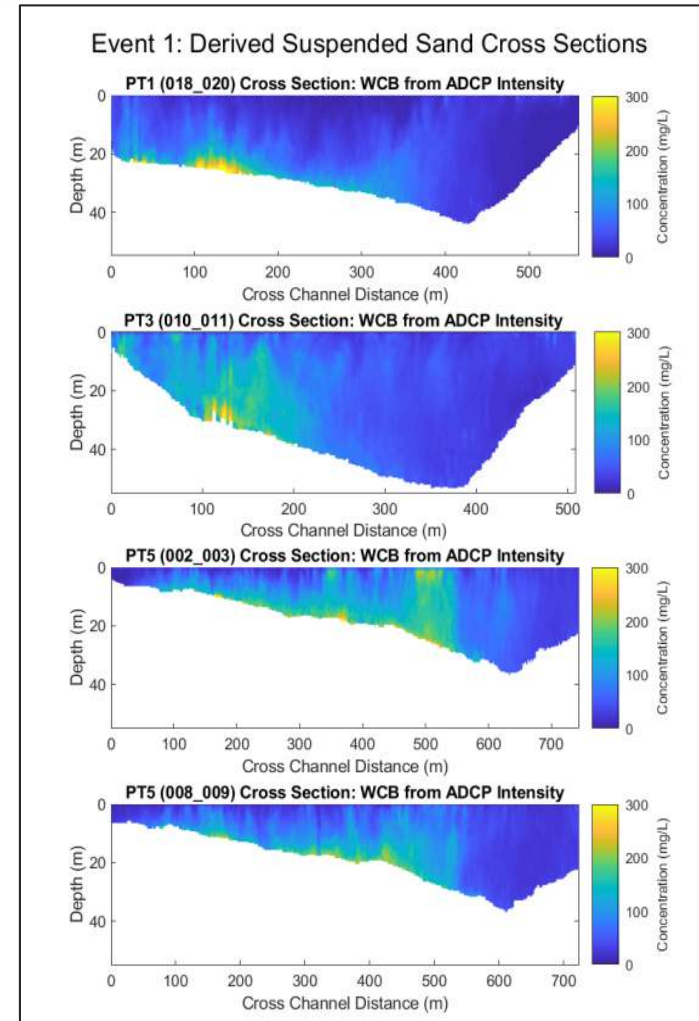 Event 1: Derived Suspended Sand Cross Sections
PT1 (018_020) Cross Section: WCB from ADCP Intensity
0
20
40
Depth (m)
0 100 200 300 400 500
Cross Channel Distance (m)
300
200
100
0
Concentration (mg/L)
PT3 (010_011) Cross Section: WCB from ADCP Intensity
0
20
40
Depth (m)
0 100 200 300 400 500
Cross Channel Distance (m)
300
200
100
0
Concentration (mg/L)
PT5 (002_003) Cross Section: WCB from ADCP Intensity
0
20
40
Depth (m)
0 100 200 300 400 500 600 700
Cross Channel Distance (m)
300
200
100
0
Concentration (mg/L)
PT5 (008_009) Cross Section: WCB from ADCP Intensity
0
20
40
Depth (m)
0 100 200 300 400 500 600 700
Cross Channel Distance (m)
300
200
100
0
Concentration (mg/L)